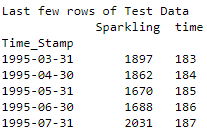 Last few rows of Test Data
Sparkling time
Time_Stamp
1995-03-31 1897 183
1995-04-30 1862 184
1995-05-31 1670 185
1995-06-30 1688 186
1995-07-31 2031 187